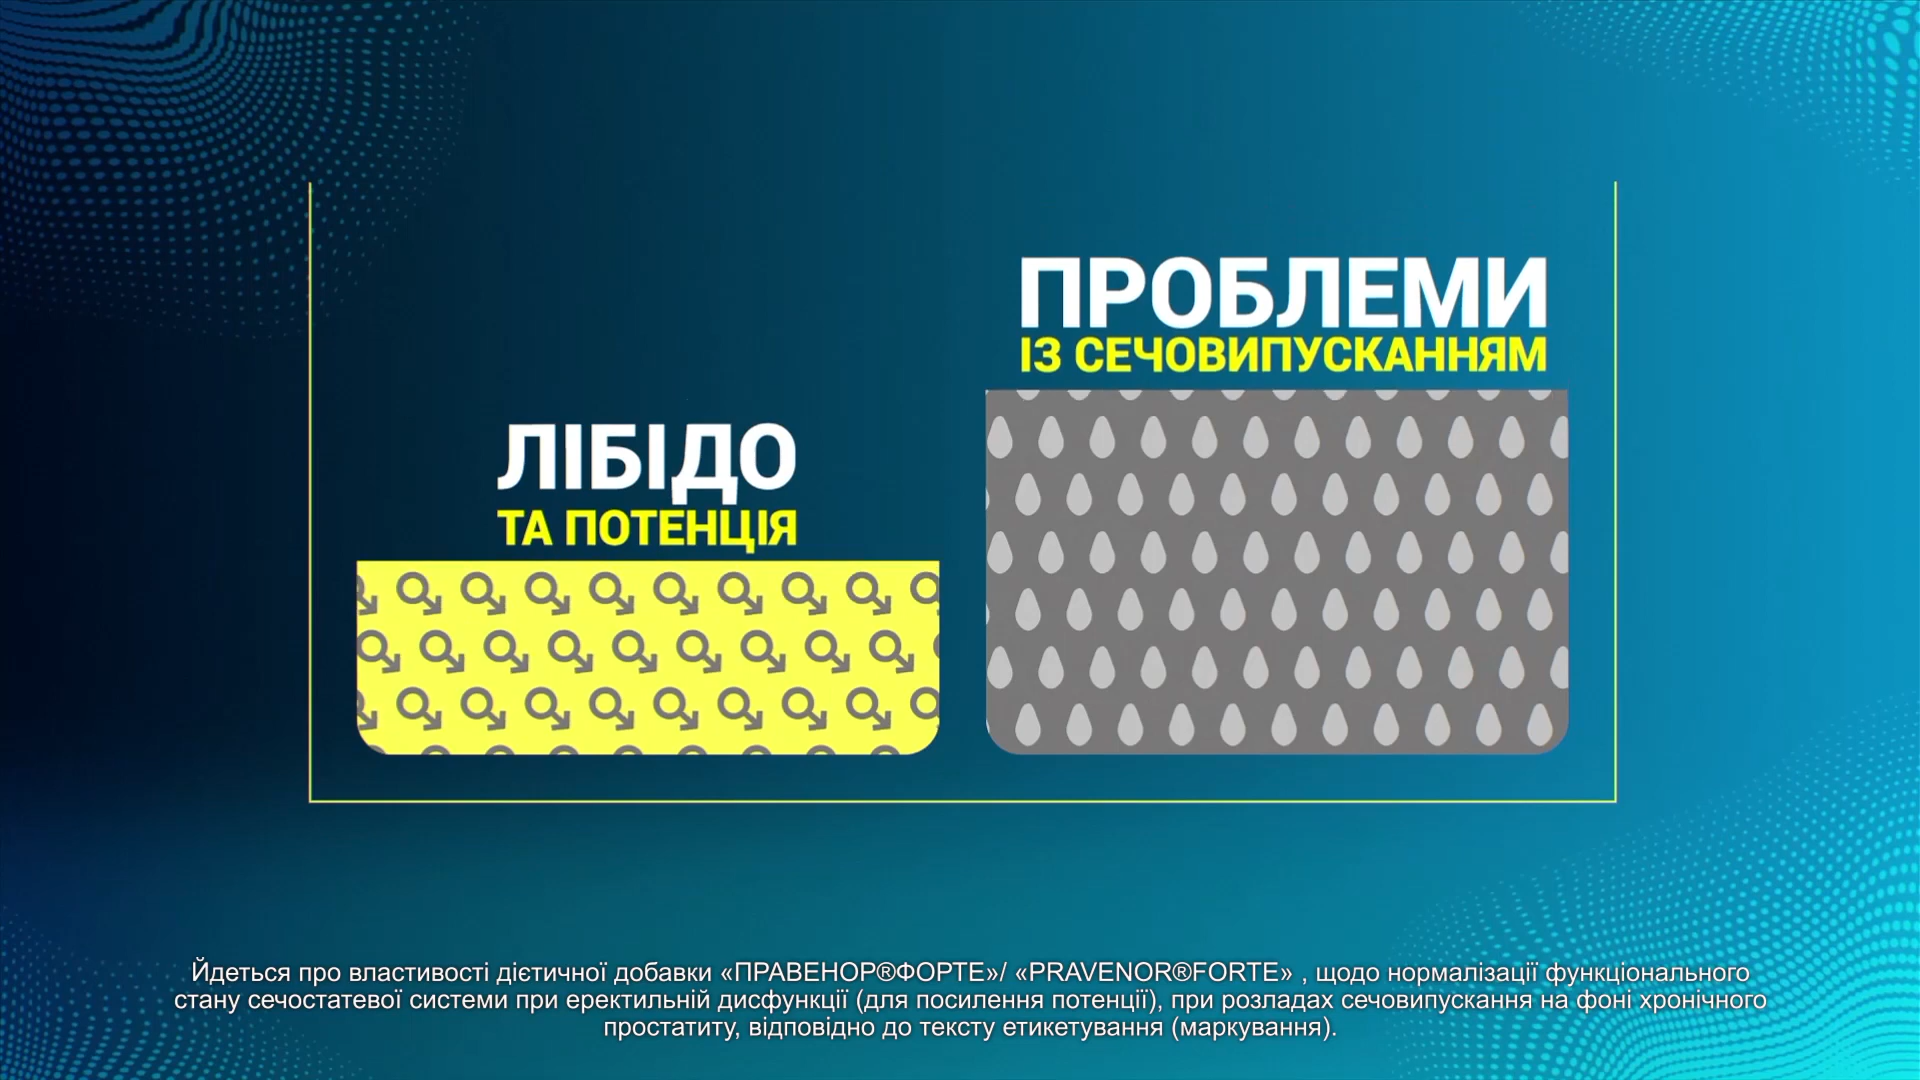 ПРОБЛЕМИ
ІЗ СЕЧОВИПУСКАННЯМ
ЛІБІДО
ТА ПОТЕНЦІЯ
Йдеться про властивості дієтичної добавки «ПРАВЕНОР®ФОРТЕ»/ «PRAVENOR®FORTE» , щодо нормалізації функціонального
стану сечостатевої системи при еректильній дисфункції (для посилення потенції), при розладах сечовипускання на фоні хронічного
простатиту, відповідно до тексту етикетування (маркування).